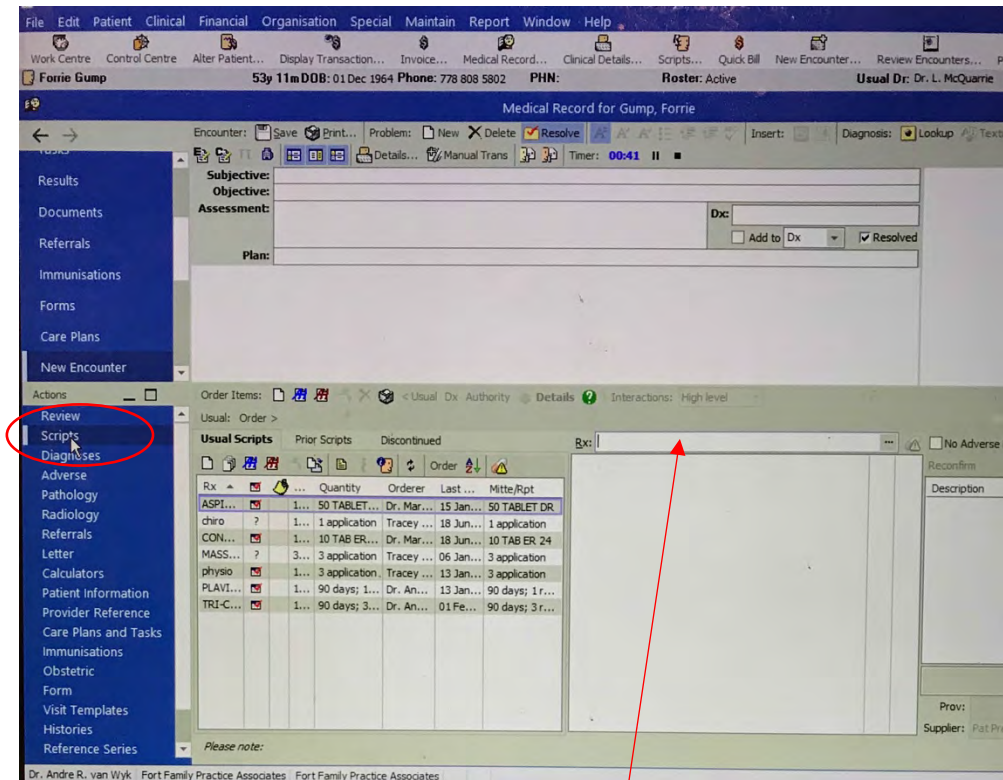 File Edit Patient Clinical Financial Organisation Special Maintain Report Window Help
Work Centre Control Centre Alter Patient... Display Transaction... Invoice... Medical Record... Clinical Details... Scripts... Quick Bill New Encounter... Review Encounters... P
Forrie Gump 53y 11m DOB: 01 Dec 1964 Phone: 778 808 5802 PHN: Roster: Active Usual Dr: Dr. L. McQuarrie
Medical Record for Gump, Forrie
Encounter: Save Print... Problem: New Delete Resolve Insert: Diagnosis: Lookup Text
Details... Manual Trans Timer: 00:41
Tasks
Results
Documents
Referrals
Immunisations
Forms
Care Plans
New Encounter
Subjective:
Objective:
Assessment:
Dx:
Add to Dx Resolved
Plan:
Actions
Order Items: < Usual Dx Authority Details Interactions: High level
Review
Scripts
Diagnoses
Adverse
Pathology
Radiology
Referrals
Letter
Calculators
Patient Information
Provider Reference
Care Plans and Tasks
Immunisations
Obstetric
Form
Visit Templates
Histories
Reference Series
Usual: Order >
Usual Scripts Prior Scripts Discontinued
Order
Rx ... Quantity Orderer Last ... Mitte/Rpt
ASPI... 1... 50 TABLET... Dr. Mar... 15 Jan... 50 TABLET DR
chiro ? 1... 1 application Tracey ... 18 Jun... 1 application
CON... 1... 10 TAB ER... Dr. Mar... 18 Jun... 10 TAB ER 24
MASS... ? 3... 3 application Tracey ... 06 Jan... 3 application
physio 1... 3 application. Tracey ... 13 Jan... 3 application
PLAVI... 1... 90 days; 1... Dr. An... 13 Jan... 90 days; 1 r...
TRI-C... 1... 90 days; 3... Dr. An... 01 Fe... 90 days; 3 r...
Please note:
Rx: ... No Adverse
Reconfirm
Description
Prov:
Supplier: Pat Pr
Dr. Andre R. van Wyk Fort Family Practice Associates Fort Family Practice Associates